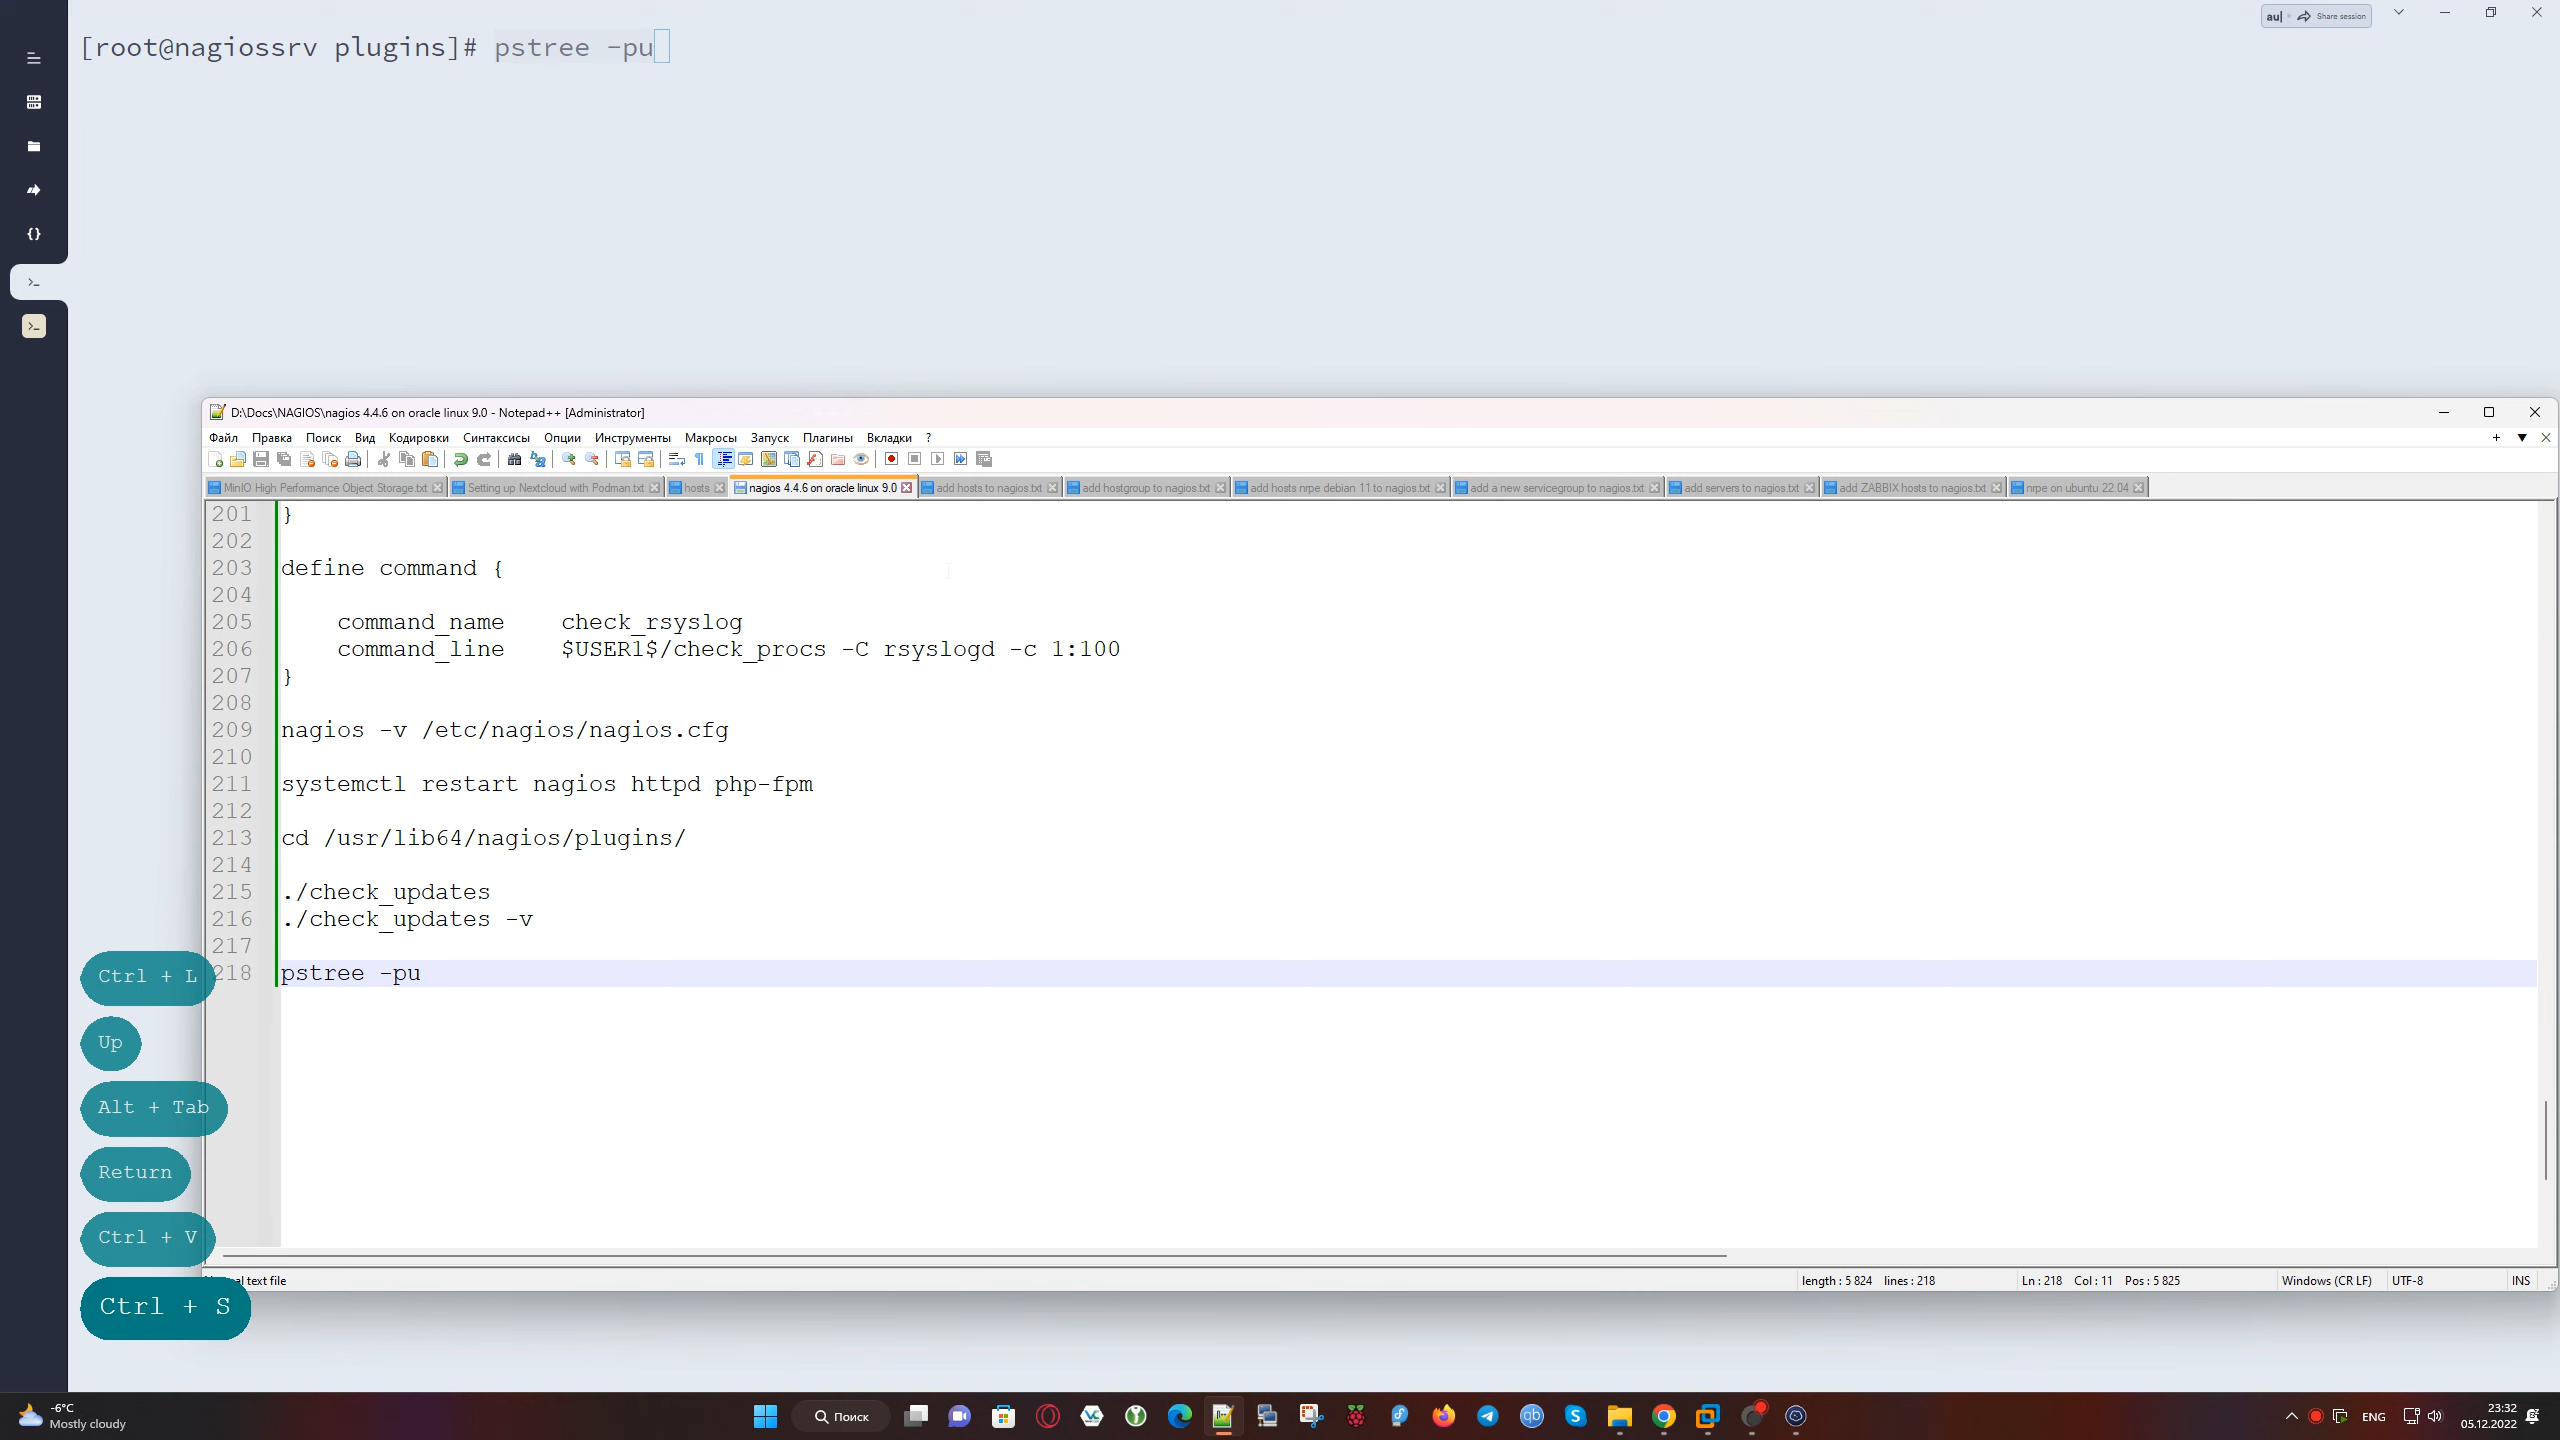 au| Share session
[root@nagiossrv plugins]# pstree -pu
D:\Docs\NAGIOS\nagios 4.4.6 on oracle linux 9.0 - Notepad++ [Administrator]
Файл Правка Поиск Вид Кодировки Синтаксисы Опции Инструменты Макросы Запуск Плагины Вкладки ?
MinIO High Performance Object Storage.txt Setting up Nextcloud with Podman.txt hosts nagios 4.4.6 on oracle linux 9.0 add hosts to nagios.txt add hostgroup to nagios.txt add hosts nrpe debian 11 to nagios.txt add a new servicegroup to nagios.txt add servers to nagios.txt add ZABBIX hosts to nagios.txt nrpe on ubuntu 22.04
201 }
202
203 define command {
204
205 command_name check_rsyslog
206 command_line $USER1$/check_procs -C rsyslogd -c 1:100
207 }
208
209 nagios -v /etc/nagios/nagios.cfg
210
211 systemctl restart nagios httpd php-fpm
212
213 cd /usr/lib64/nagios/plugins/
214
215 ./check_updates
216 ./check_updates -v
217
218 pstree -pu
Ctrl + L
Up
Alt + Tab
Return
Ctrl + V
Ctrl + S
al text file length : 5 824 lines : 218 Ln : 218 Col : 11 Pos : 5 825 Windows (CR LF) UTF-8 INS
-6°C
Mostly cloudy
Поиск
ENG
23:32
05.12.2022